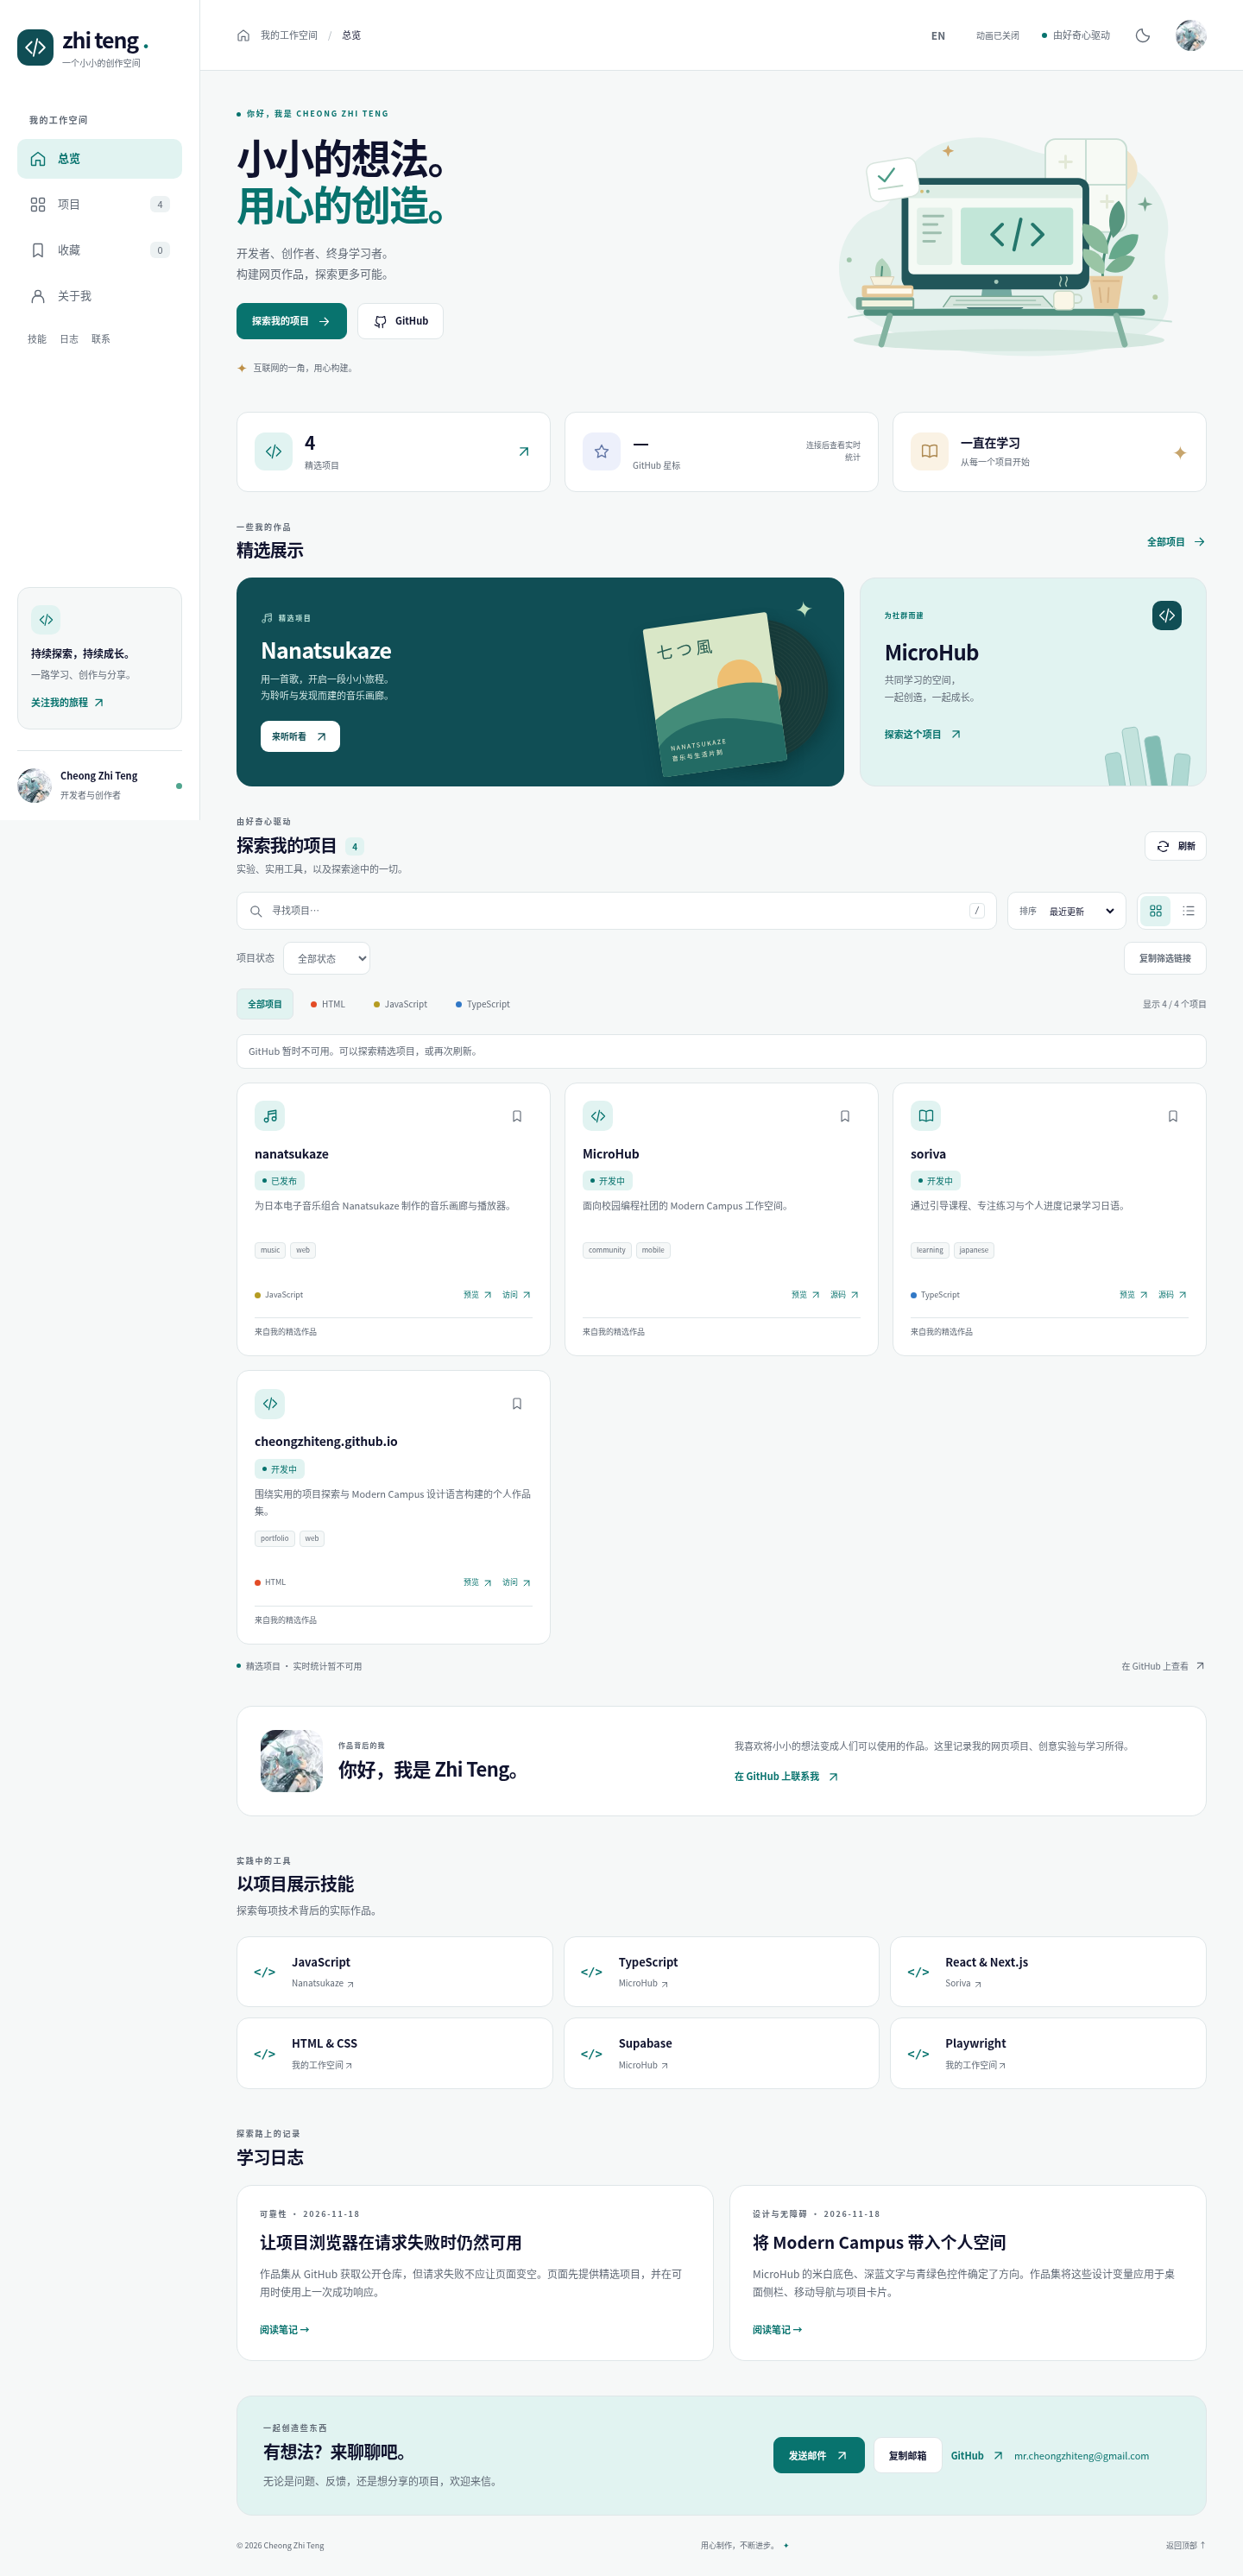 zhi teng .
一个小小的创作空间
我的工作空间
总览
项目 4
收藏 0
关于我
技能 日志 联系
持续探索，持续成长。
一路学习、创作与分享。
关注我的旅程
Cheong Zhi Teng
开发者与创作者
我的工作空间 / 总览
EN 动画已关闭 由好奇心驱动
你好，我是 CHEONG ZHI TENG
小小的想法。
用心的创造。
开发者、创作者、终身学习者。
构建网页作品，探索更多可能。
探索我的项目 → GitHub
互联网的一角，用心构建。
4
精选项目
—
GitHub 星标
连接后查看实时
统计
一直在学习
从每一个项目开始
一些我的作品
精选展示
全部项目 →
精选项目
Nanatsukaze
用一首歌，开启一段小小旅程。
为聆听与发现而建的音乐画廊。
来听听看
七つ風
NANATSUKAZE
音乐与生活片刻
为社群而建
MicroHub
共同学习的空间，
一起创造，一起成长。
探索这个项目
由好奇心驱动
探索我的项目 4
实验、实用工具，以及探索途中的一切。
刷新
寻找项目… /
排序 最近更新
项目状态 全部状态
复制筛选链接
全部项目 HTML JavaScript TypeScript
显示 4 / 4 个项目
GitHub 暂时不可用。可以探索精选项目，或再次刷新。
nanatsukaze
已发布
为日本电子音乐组合 Nanatsukaze 制作的音乐画廊与播放器。
music web
JavaScript 预览 访问
来自我的精选作品
MicroHub
开发中
面向校园编程社团的 Modern Campus 工作空间。
community mobile
预览 源码
来自我的精选作品
soriva
开发中
通过引导课程、专注练习与个人进度记录学习日语。
learning japanese
TypeScript 预览 源码
来自我的精选作品
cheongzhiteng.github.io
开发中
围绕实用的项目探索与 Modern Campus 设计语言构建的个人作品
集。
portfolio web
HTML 预览 访问
来自我的精选作品
精选项目 · 实时统计暂不可用
在 GitHub 上查看
作品背后的我
你好，我是 Zhi Teng。
我喜欢将小小的想法变成人们可以使用的作品。这里记录我的网页项目、创意实验与学习所得。
在 GitHub 上联系我
实践中的工具
以项目展示技能
探索每项技术背后的实际作品。
</> JavaScript
Nanatsukaze
</> TypeScript
MicroHub
</> React & Next.js
Soriva
</> HTML & CSS
我的工作空间
</> Supabase
MicroHub
</> Playwright
我的工作空间
探索路上的记录
学习日志
可靠性 · 2026-11-18
让项目浏览器在请求失败时仍然可用
作品集从 GitHub 获取公开仓库，但请求失败不应让页面变空。页面先提供精选项目，并在可
用时使用上一次成功响应。
阅读笔记 →
设计与无障碍 · 2026-11-18
将 Modern Campus 带入个人空间
MicroHub 的米白底色、深蓝文字与青绿色控件确定了方向。作品集将这些设计变量应用于桌
面侧栏、移动导航与项目卡片。
阅读笔记 →
一起创造些东西
有想法？来聊聊吧。
无论是问题、反馈，还是想分享的项目，欢迎来信。
发送邮件 复制邮箱 GitHub mr.cheongzhiteng@gmail.com
© 2026 Cheong Zhi Teng
用心制作，不断进步。
返回顶部 ↑